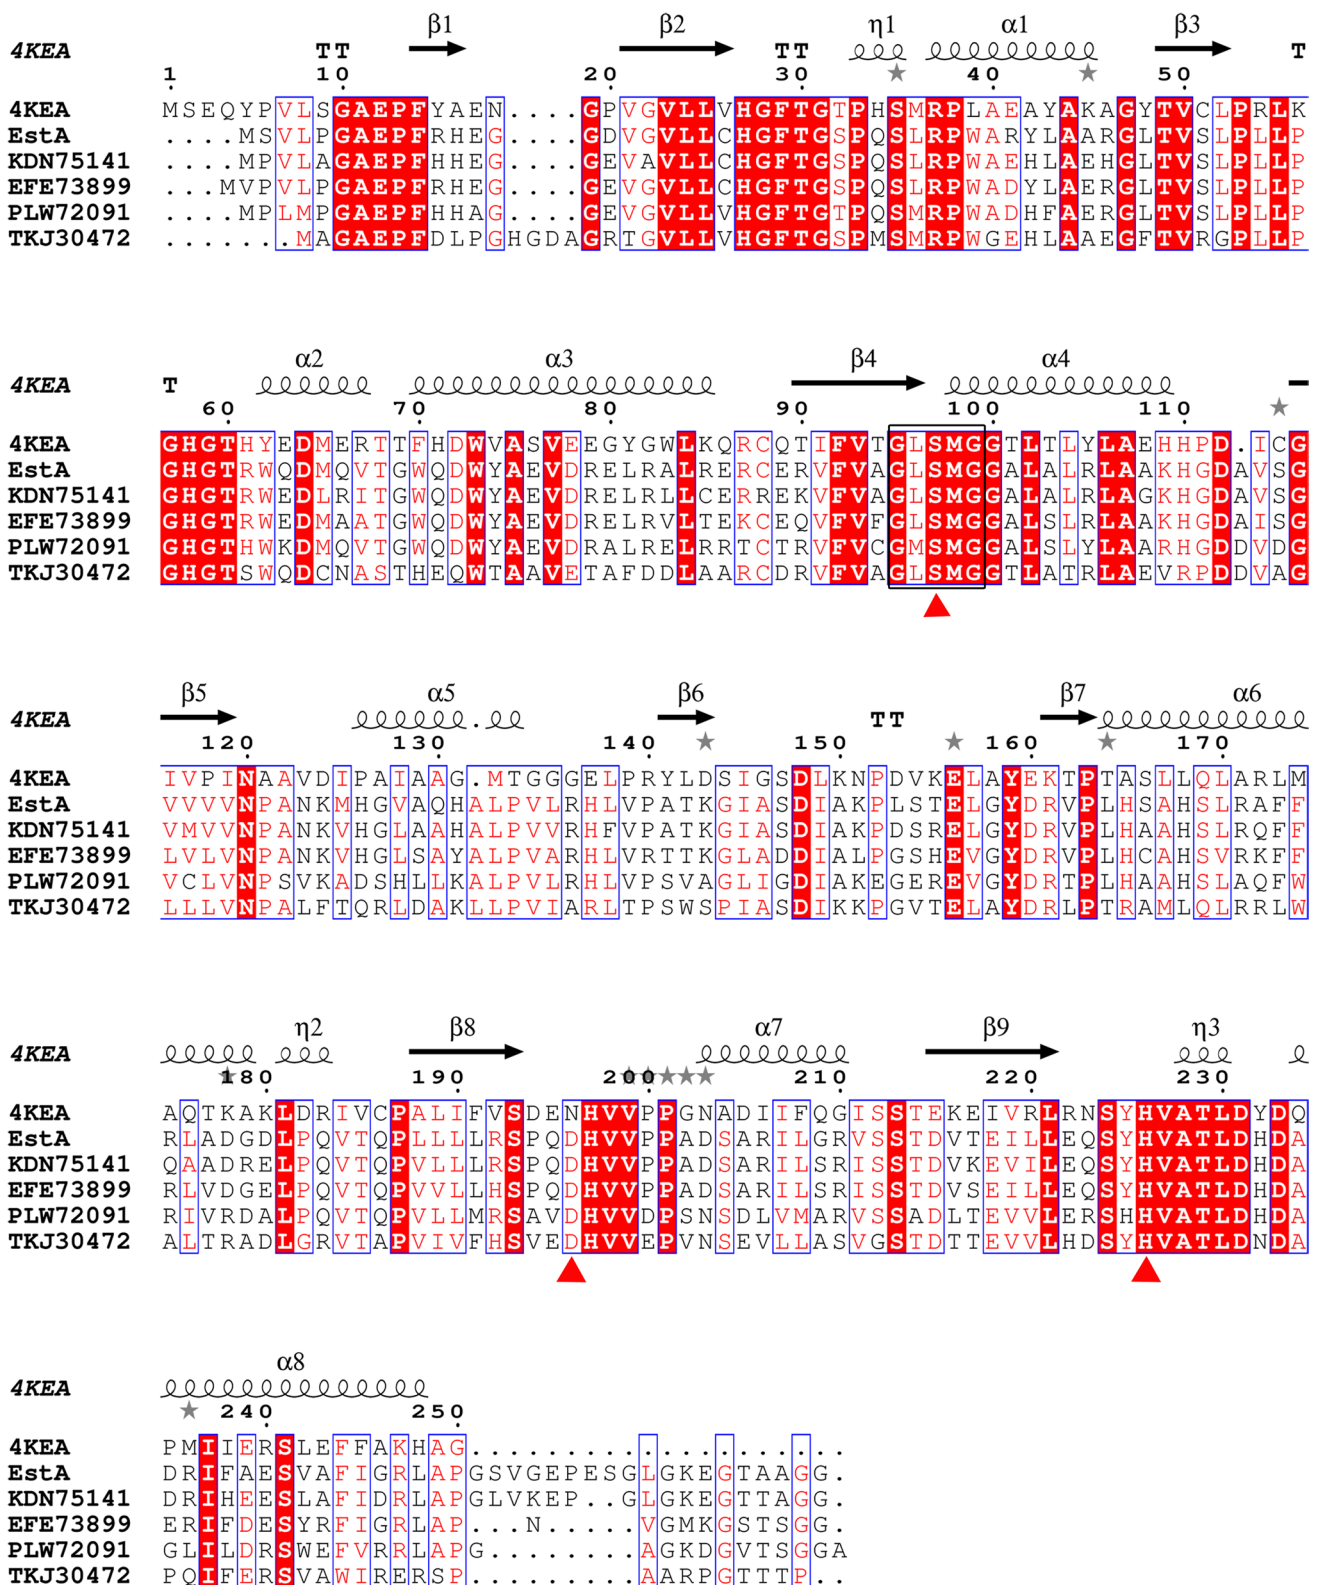 β1 β2 η1 α1 β3
4KEA TT TT T
1 10 20 30 40 50
4KEA MSEQYPVLSGAEPFYAEN....GPVGVLLVHGFTGTPHSMRPLAEAYAKAGYTVCLPRLK
EstA ....MSVLPGAEPFRHEG....GDVGVLLCHGFTGSPQSLRPWARYLAARGLTVSLPLLP
KDN75141 ....MPVLAGAEPFHHEG....GEVAVLLCHGFTGSPQSLRPWAEHLAEHGLTVSLPLLP
EFE73899 ...MVPVLPGAEPFRHEG....GEVGVLLCHGFTGSPQSLRPWADYLAERGLTVSLPLLP
PLW72091 ....MPLMPGAEPFHHAG....GEVGVLLVHGFTGTPQSMRPWADHFAERGLTVSLPLLP
TKJ30472 .......MAGAEPFDLPGHGDAGRTGVLLVHGFTGSPMSMRPWGEHLAAEGFTVRGPLLP
α2 α3 β4 α4
4KEA T
60 70 80 90 100 110
4KEA GHGTHYEDMERTTFHDWVASVEEGYGWLKQRCQTIFVTGLSMGGTLTLYLAEHHPD.ICG
EstA GHGTRWQDMQVTGWQDWYAEVDRELRALRERCERVFVAGLSMGGALALRLAAKHGDAVSG
KDN75141 GHGTRWEDLRITGWQDWYAEVDRELRLLCERREKVFVAGLSMGGALALRLAGKHGDAVSG
EFE73899 GHGTRWEDMAATGWQDWYAEVDRELRVLTEKCEQVFVFGLSMGGALSLRLAAKHGDAISG
PLW72091 GHGTHWKDMQVTGWQDWYAEVDRALRELRRTCTRVFVCGMSMGGALSLYLAARHGDDVDG
TKJ30472 GHGTSWQDCNASTHEQWTAAVETAFDDLAARCDRVFVAGLSMGGTLATRLAEVRPDDVAG
β5 α5 β6 β7 α6
4KEA . TT
120 130 140 150 160 170
4KEA IVPINAAVDIPAIAAG.MTGGGELPRYLDSIGSDLKNPDVKELAYEKTPTASLLQLARLM
EstA VVVVNPANKMHGVAQHALPVLRHLVPATKGIASDIAKPLSTELGYDRVPLHSAHSLRAFF
KDN75141 VMVVNPANKVHGLAAHALPVVRHFVPATKGIASDIAKPDSRELGYDRVPLHAAHSLRQFF
EFE73899 LVLVNPANKVHGLSAYALPVARHLVRTTKGLADDIALPGSHEVGYDRVPLHCAHSVRKFF
PLW72091 VCLVNPSVKADSHLLKALPVLRHLVPSVAGLIGDIAKEGEREVGYDRTPLHAAHSLAQFW
TKJ30472 LLLVNPALFTQRLDAKLLPVIARLTPSWSPIASDIKKPGVTELAYDRLPTRAMLQLRRLW
η2 β8 α7 β9 η3
4KEA
180 190 200 210 220 230
4KEA AQTKAKLDRIVCPALIFVSDENHVVPPGNADIIFQGISSTEKEIVRLRNSYHVATLDYDQ
EstA RLADGDLPQVTQPLLLLRSPQDHVVPPADSARILGRVSSTDVTEILLEQSYHVATLDHDA
KDN75141 QAADRELPQVTQPVLLLRSPQDHVVPPADSARILSRISSTDVKEVILEQSYHVATLDHDA
EFE73899 RLVDGELPQVTQPVVLLHSPQDHVVPPADSARILSRISSTDVSEILLEQSYHVATLDHDA
PLW72091 RIVRDALPQVTQPVLLMRSAVDHVVDPSNSDLVMARVSSADLTEVVLERSHHVATLDHDA
TKJ30472 ALTRADLGRVTAPVIVFHSVEDHVVEPVNSEVLLASVGSTDTTEVVLHDSYHVATLDNDA
α8
4KEA
240 250
4KEA PMIIERSLEFFAKHAG....................
EstA DRIFAESVAFIGRLAPGSVGEPESGLGKEGTAAGG.
KDN75141 DRIHEESLAFIDRLAPGLVKEP..GLGKEGTTAGG.
EFE73899 ERIFDESYRFIGRLAP...N.....VGMKGSTSGG.
PLW72091 GLILDRSWEFVRRLAPG........AGKDGVTSGGA
TKJ30472 PQIFERSVAWIRERSP.........AARPGTTTP..